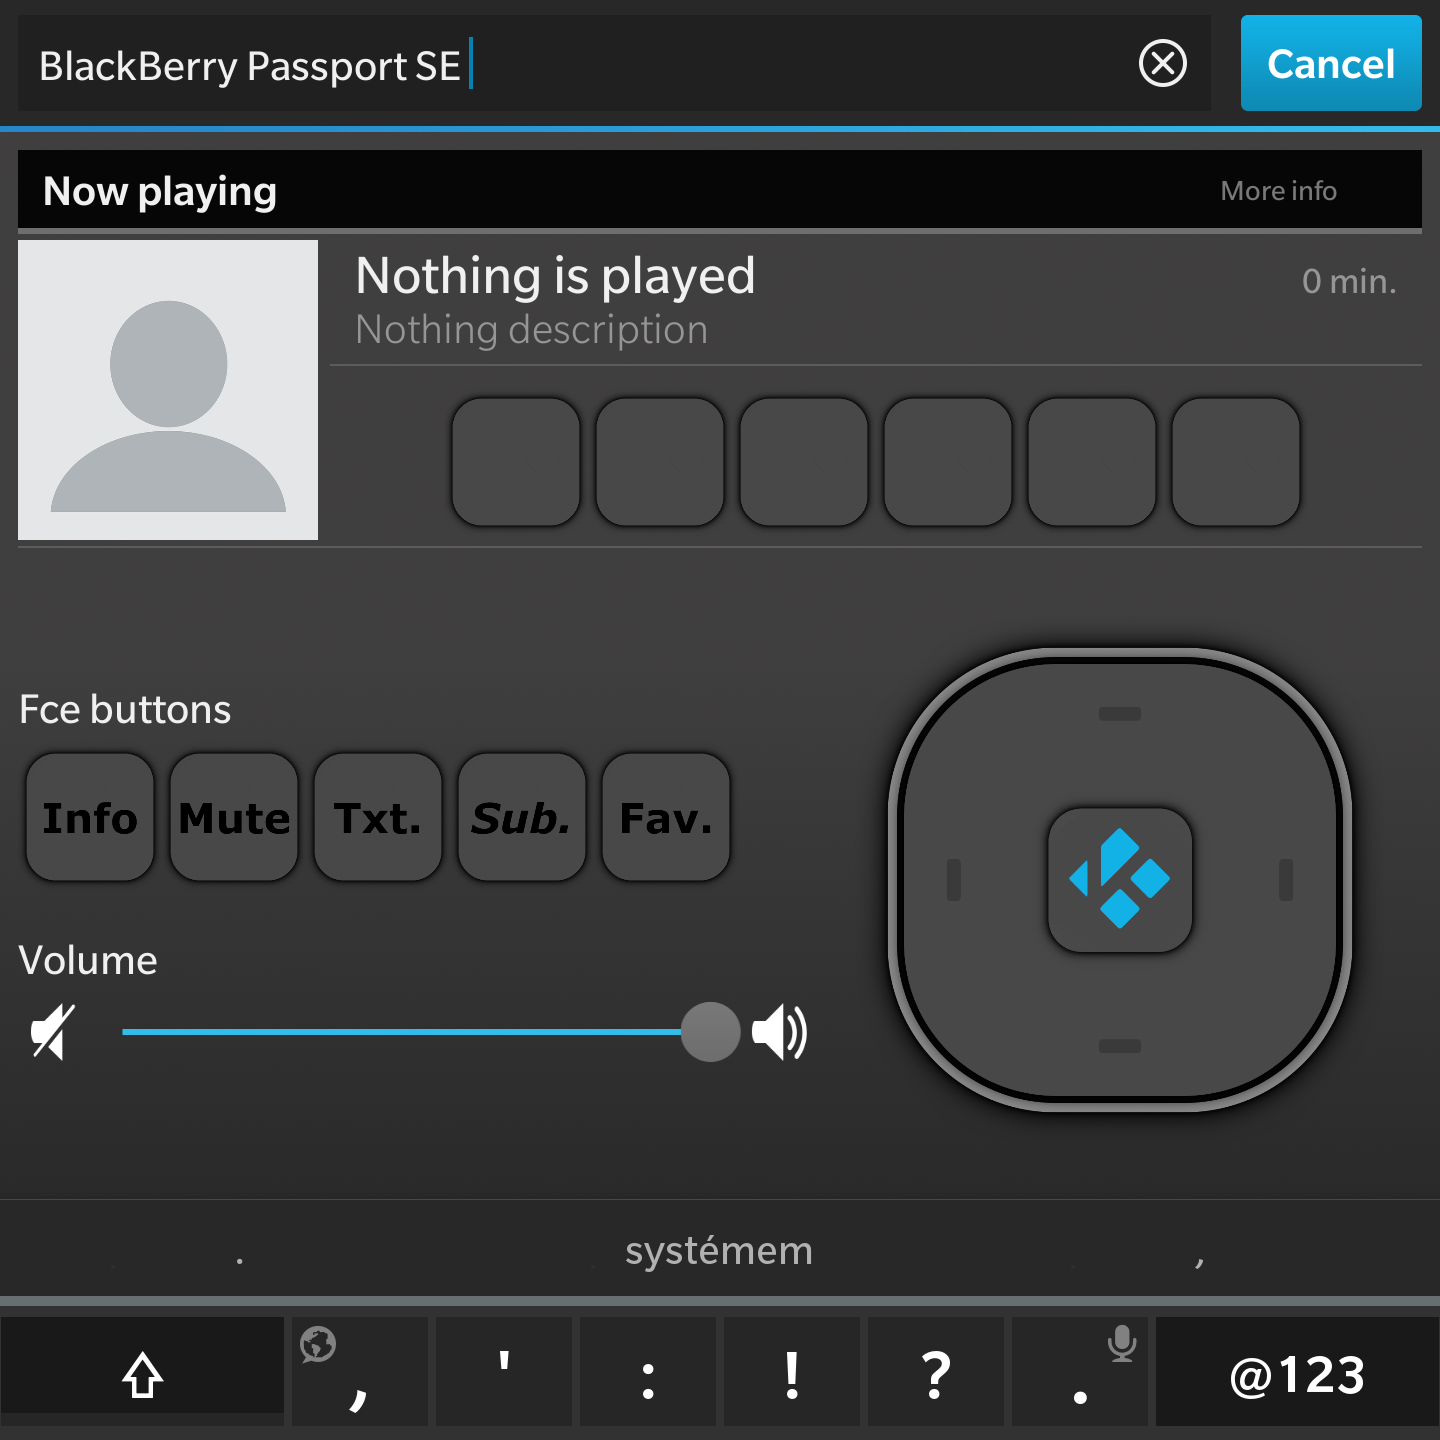 BlackBerry Passport SE
Cancel
Now playing
More info
Nothing is played
0 min.
Nothing description
Fce buttons
Info
Mute
Txt.
Sub.
Fav.
Volume
. systémem ,
, ' : ! ? . @123